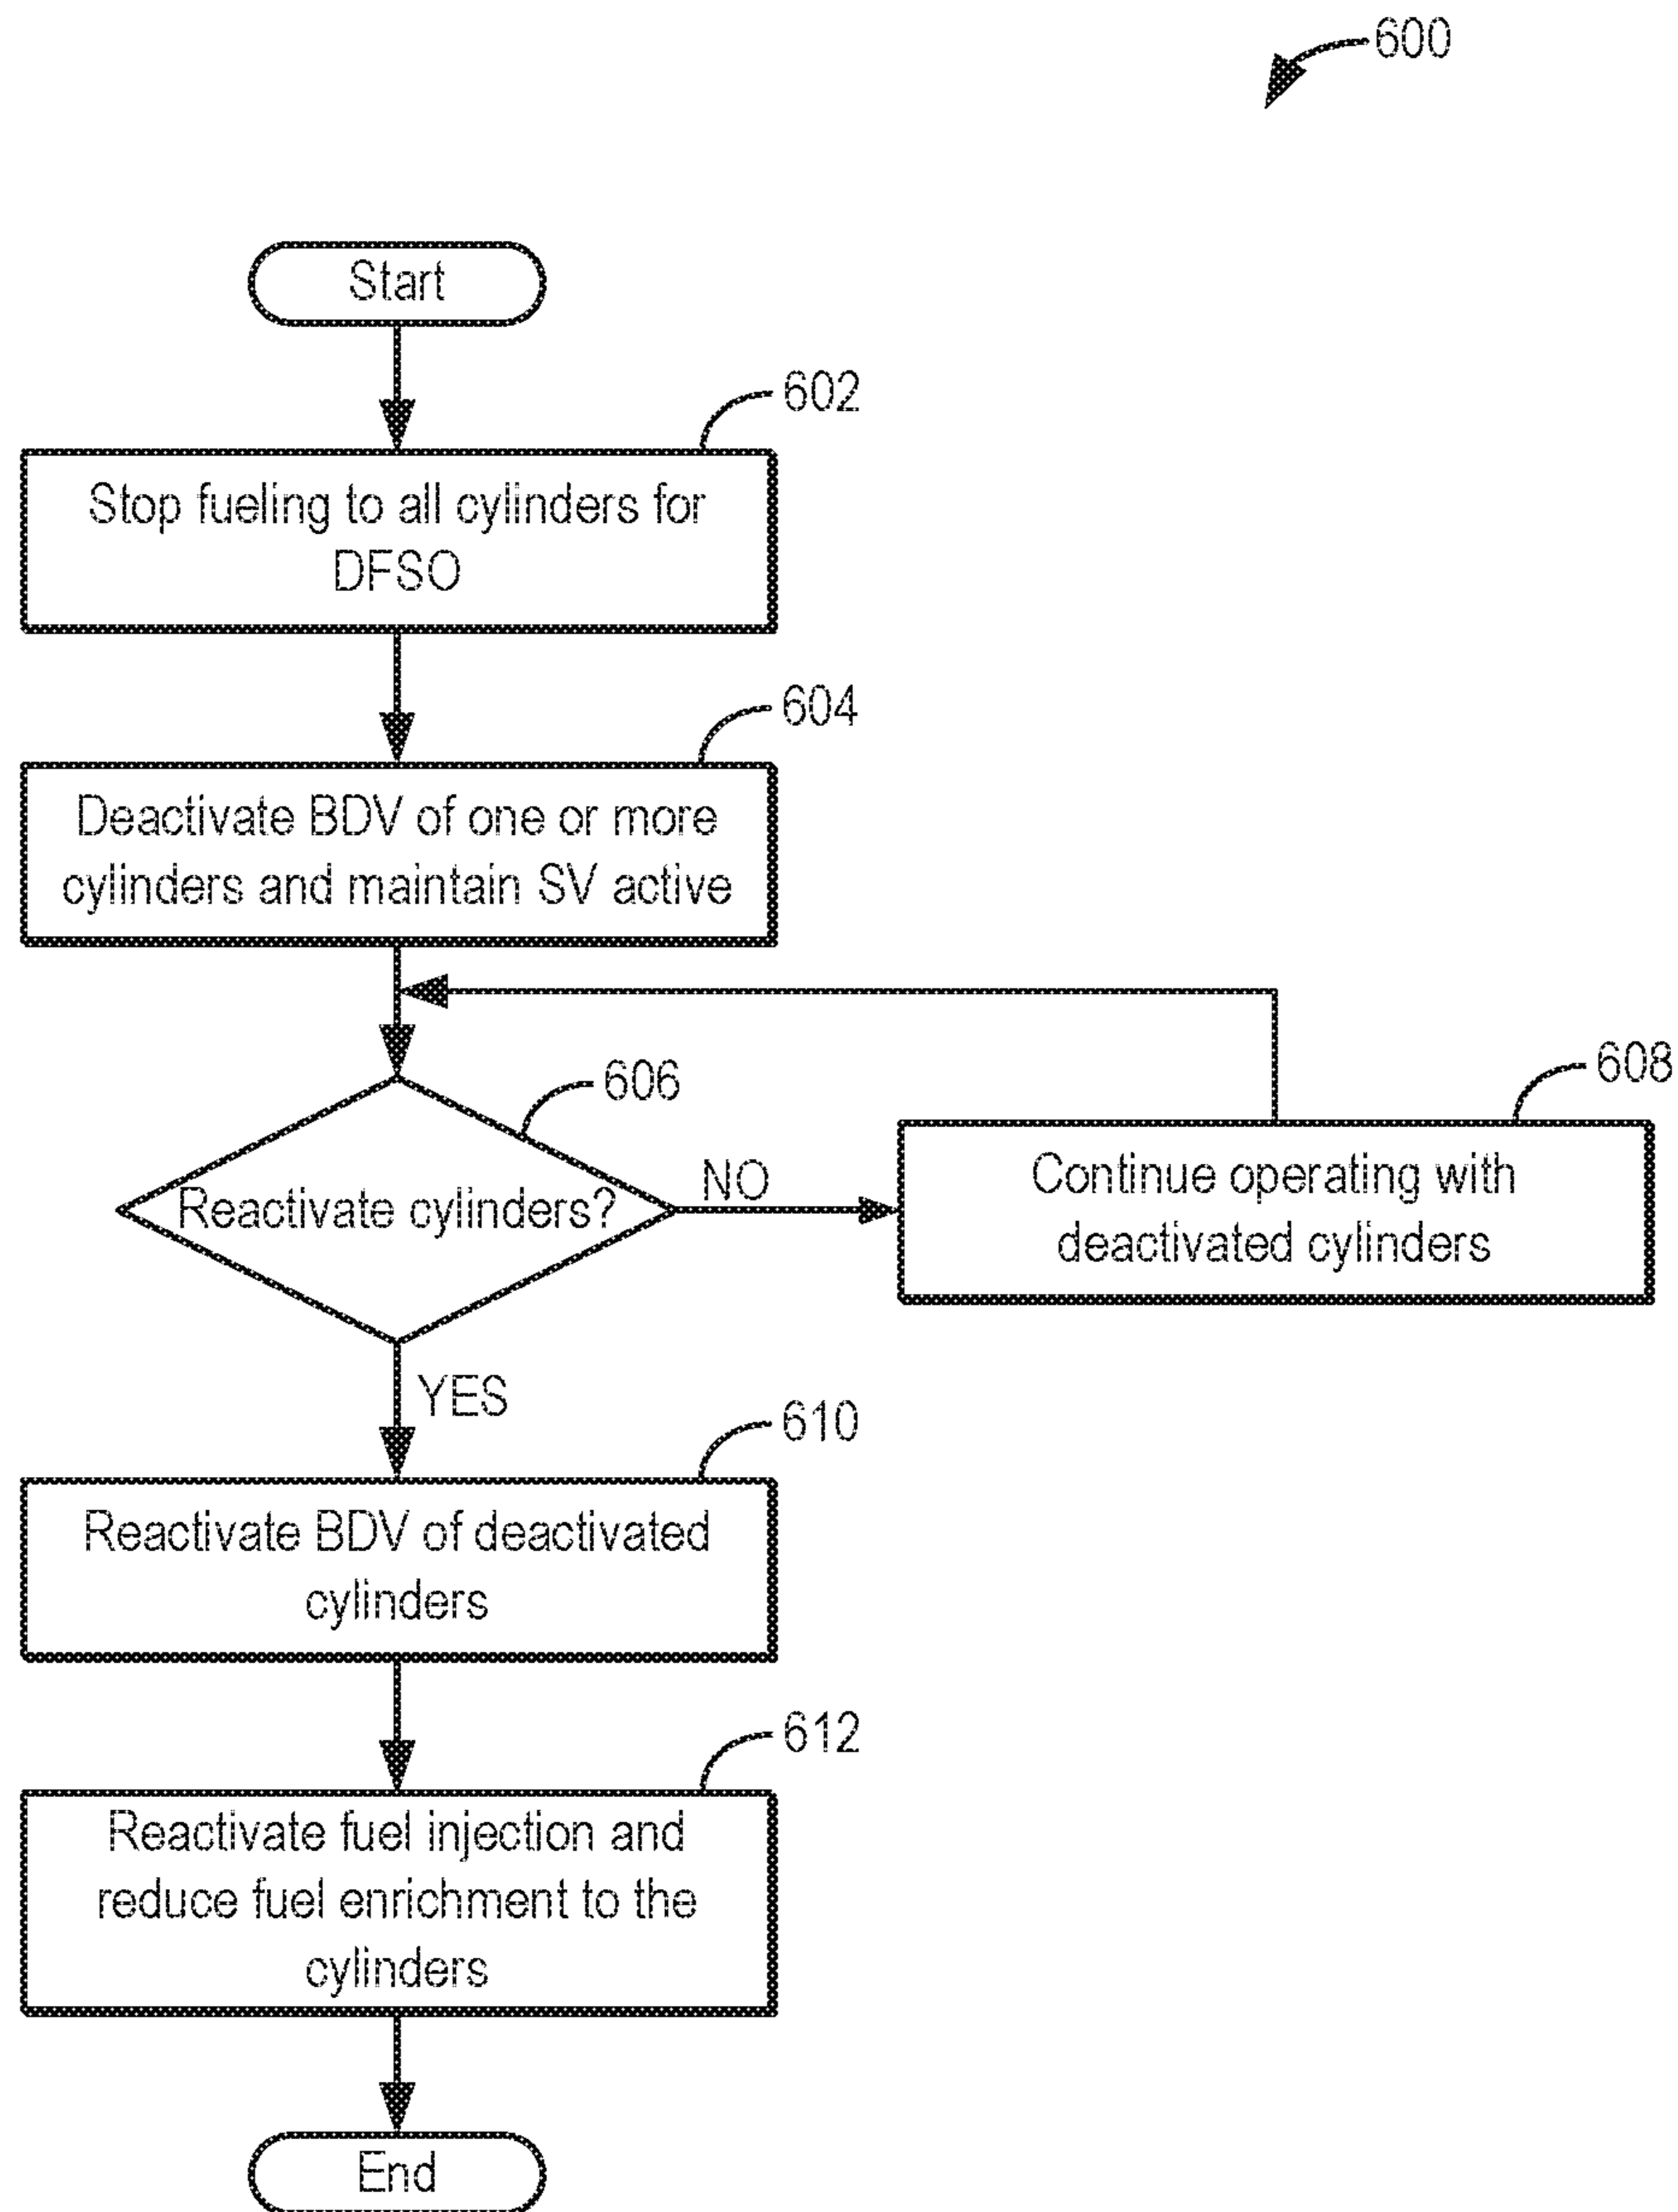 600
Start
602
Stop fueling to all cylinders for
DFSO
604
Deactivate BDV of one or more
cylinders and maintain SV active
606
Reactivate cylinders?
NO
608
Continue operating with
deactivated cylinders
YES
610
Reactivate BDV of deactivated
cylinders
612
Reactivate fuel injection and
reduce fuel enrichment to the
cylinders
End